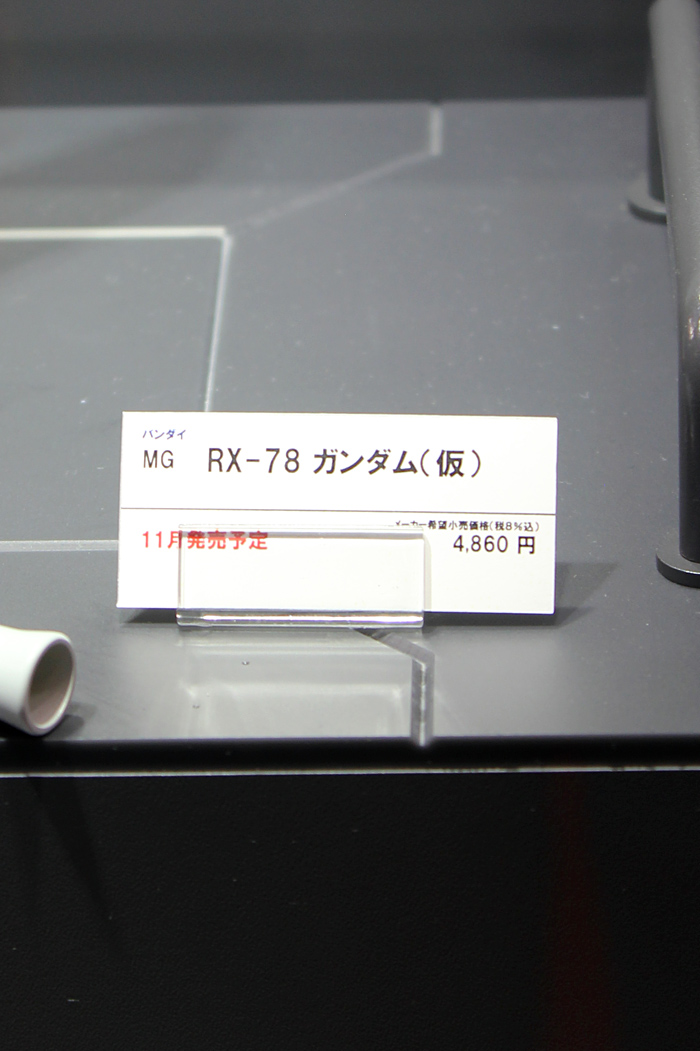 バンダイ
MG RX-78 ガンダム(仮)
メーカー希望小売価格(税8%込)
11月発売予定 4,860 円